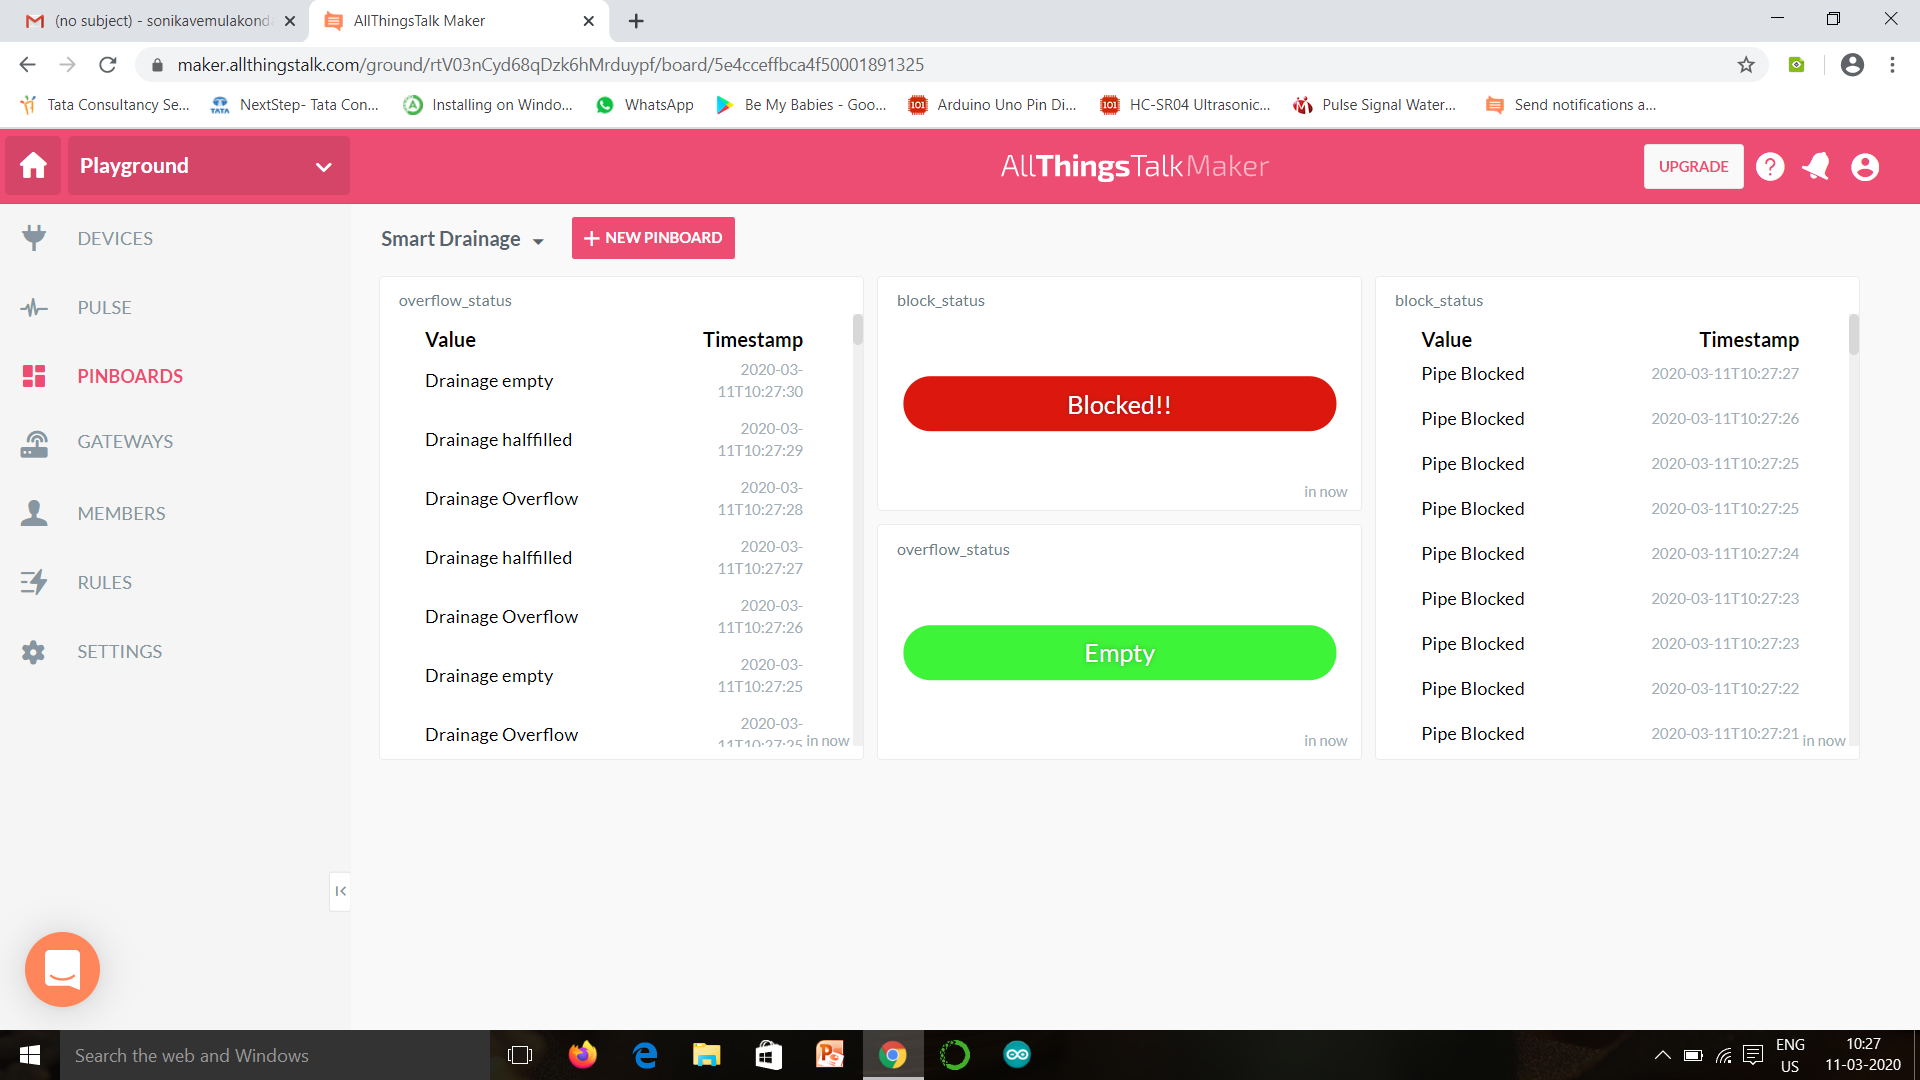 (no subject) - sonikavemulakond
AllThingsTalk Maker
maker.allthingstalk.com/ground/rtV03nCyd68qDzk6hMrduypf/board/5e4cceffbca4f50001891325
Tata Consultancy Se...
NextStep- Tata Con...
Installing on Windo...
WhatsApp
Be My Babies - Goo...
Arduino Uno Pin Di...
HC-SR04 Ultrasonic...
Pulse Signal Water...
Send notifications a...
Playground
AllThingsTalkMaker
UPGRADE
?
DEVICES
PULSE
PINBOARDS
GATEWAYS
MEMBERS
RULES
SETTINGS
Smart Drainage
+ NEW PINBOARD
overflow_status
Value Timestamp
Drainage empty 2020-03-
11T10:27:30
Drainage halffilled 2020-03-
11T10:27:29
Drainage Overflow 2020-03-
11T10:27:28
Drainage halffilled 2020-03-
11T10:27:27
Drainage Overflow 2020-03-
11T10:27:26
Drainage empty 2020-03-
11T10:27:25
Drainage Overflow 2020-03-
11T10:27:25 in now
block_status
Blocked!!
in now
overflow_status
Empty
in now
block_status
Value Timestamp
Pipe Blocked 2020-03-11T10:27:27
Pipe Blocked 2020-03-11T10:27:26
Pipe Blocked 2020-03-11T10:27:25
Pipe Blocked 2020-03-11T10:27:25
Pipe Blocked 2020-03-11T10:27:24
Pipe Blocked 2020-03-11T10:27:23
Pipe Blocked 2020-03-11T10:27:23
Pipe Blocked 2020-03-11T10:27:22
Pipe Blocked 2020-03-11T10:27:21 in now
Search the web and Windows
ENG
US
10:27
11-03-2020